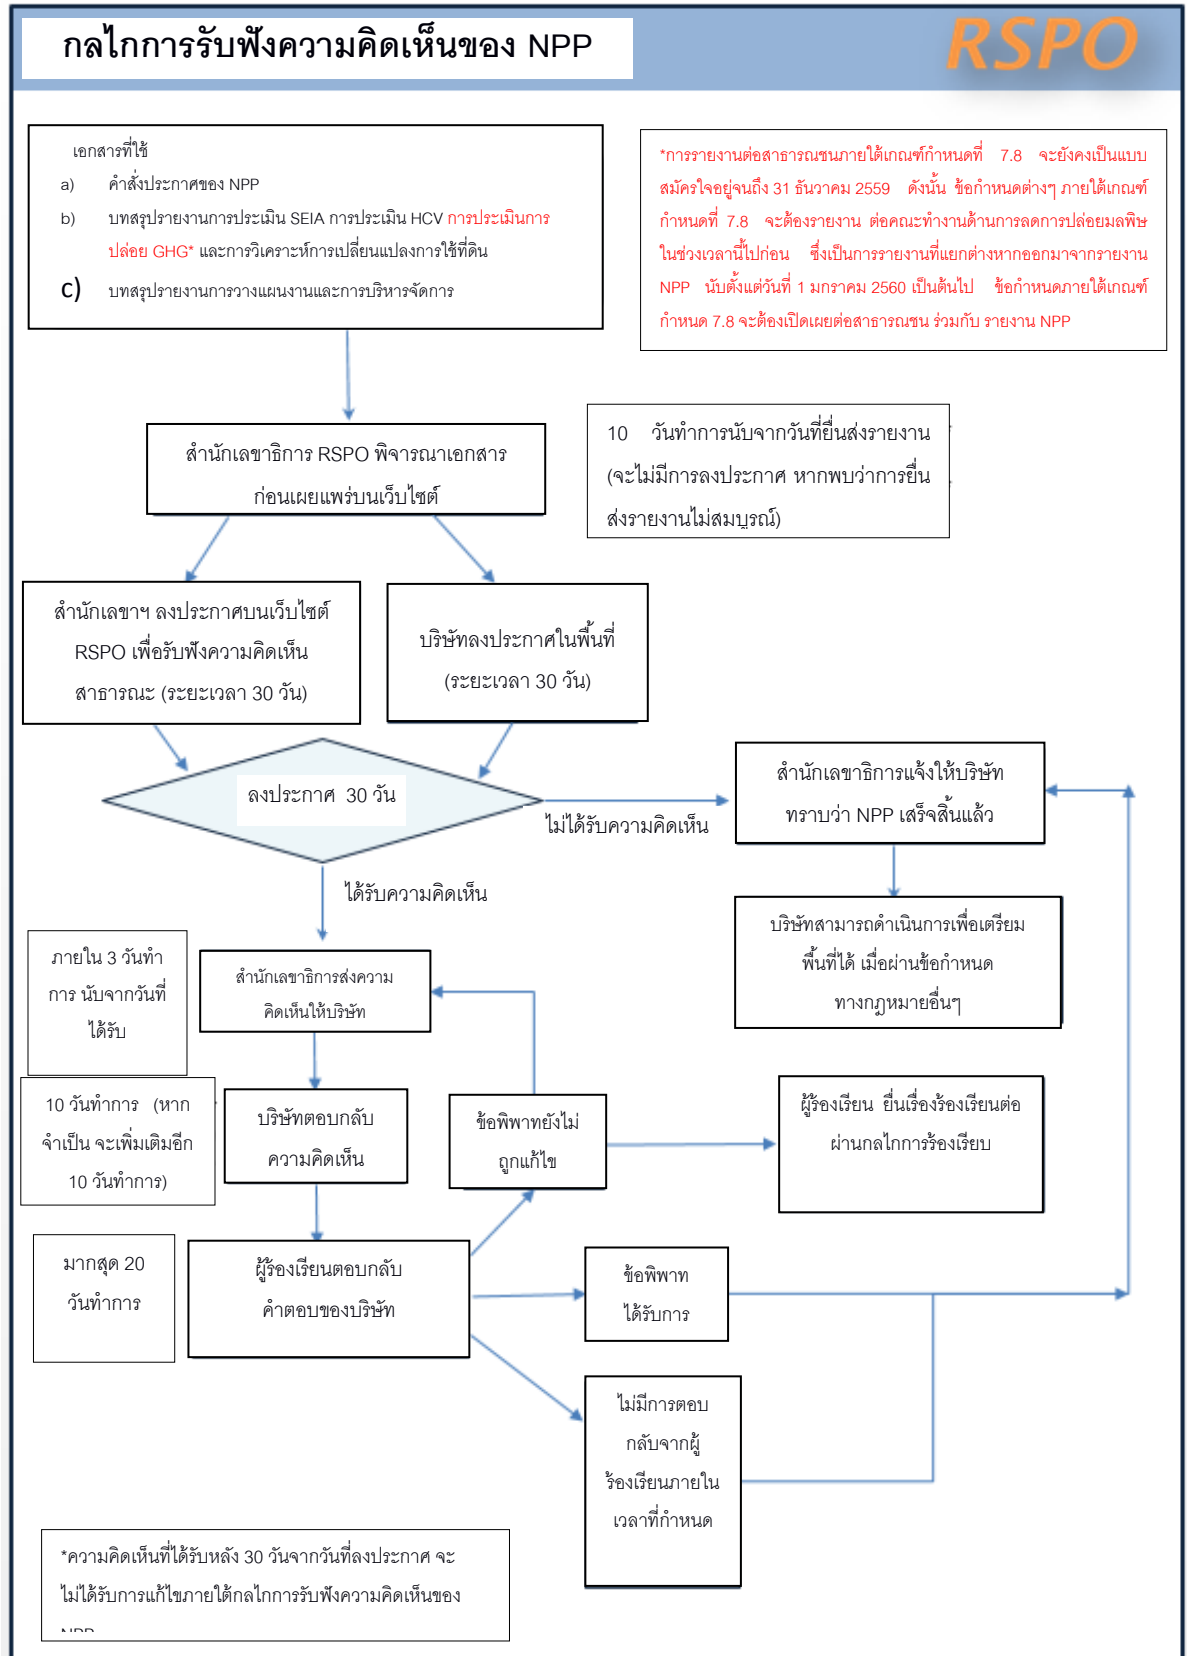 กลไกการรับฟังความคิดเห็นของ NPP
RSPO
เอกสารที่ใช้
a) คำสั่งประกาศของ NPP
b) บทสรุปรายงานการประเมิน SEIA การประเมิน HCV การประเมินการ
ปล่อย GHG* และการวิเคราะห์การเปลี่ยนแปลงการใช้ที่ดิน
c) บทสรุปรายงานการวางแผนงานและการบริหารจัดการ
*การรายงานต่อสาธารณชนภายใต้เกณฑ์กำหนดที่ 7.8 จะยังคงเป็นแบบ
สมัครใจอยู่จนถึง 31 ธันวาคม 2559 ดังนั้น ข้อกำหนดต่างๆ ภายใต้เกณฑ์
กำหนดที่ 7.8 จะต้องรายงาน ต่อคณะทำงานด้านการลดการปล่อยมลพิษ
ในช่วงเวลานี้ไปก่อน ซึ่งเป็นการรายงานที่แยกต่างหากออกมาจากรายงาน
NPP นับตั้งแต่วันที่ 1 มกราคม 2560 เป็นต้นไป ข้อกำหนดภายใต้เกณฑ์
กำหนด 7.8 จะต้องเปิดเผยต่อสาธารณชน ร่วมกับ รายงาน NPP
สำนักเลขาธิการ RSPO พิจารณาเอกสาร
ก่อนเผยแพร่บนเว็บไซต์
10 วันทำการนับจากวันที่ยื่นส่งรายงาน
(จะไม่มีการลงประกาศ หากพบว่าการยื่น
ส่งรายงานไม่สมบูรณ์)
สำนักเลขาฯ ลงประกาศบนเว็บไซต์
RSPO เพื่อรับฟังความคิดเห็น
สาธารณะ (ระยะเวลา 30 วัน)
บริษัทลงประกาศในพื้นที่
(ระยะเวลา 30 วัน)
ลงประกาศ 30 วัน
ไม่ได้รับความคิดเห็น
สำนักเลขาธิการแจ้งให้บริษัท
ทราบว่า NPP เสร็จสิ้นแล้ว
ได้รับความคิดเห็น
บริษัทสามารถดำเนินการเพื่อเตรียม
พื้นที่ได้ เมื่อผ่านข้อกำหนด
ทางกฎหมายอื่นๆ
ภายใน 3 วันทำ
การ นับจากวันที่
ได้รับ
สำนักเลขาธิการส่งความ
คิดเห็นให้บริษัท
10 วันทำการ (หาก
จำเป็น จะเพิ่มเติมอีก
10 วันทำการ)
บริษัทตอบกลับ
ความคิดเห็น
ข้อพิพาทยังไม่
ถูกแก้ไข
ผู้ร้องเรียน ยื่นเรื่องร้องเรียนต่อ
ผ่านกลไกการร้องเรียบ
มากสุด 20
วันทำการ
ผู้ร้องเรียนตอบกลับ
คำตอบของบริษัท
ข้อพิพาท
ได้รับการ
ไม่มีการตอบ
กลับจากผู้
ร้องเรียนภายใน
เวลาที่กำหนด
*ความคิดเห็นที่ได้รับหลัง 30 วันจากวันที่ลงประกาศ จะ
ไม่ได้รับการแก้ไขภายใต้กลไกการรับฟังความคิดเห็นของ
NPP